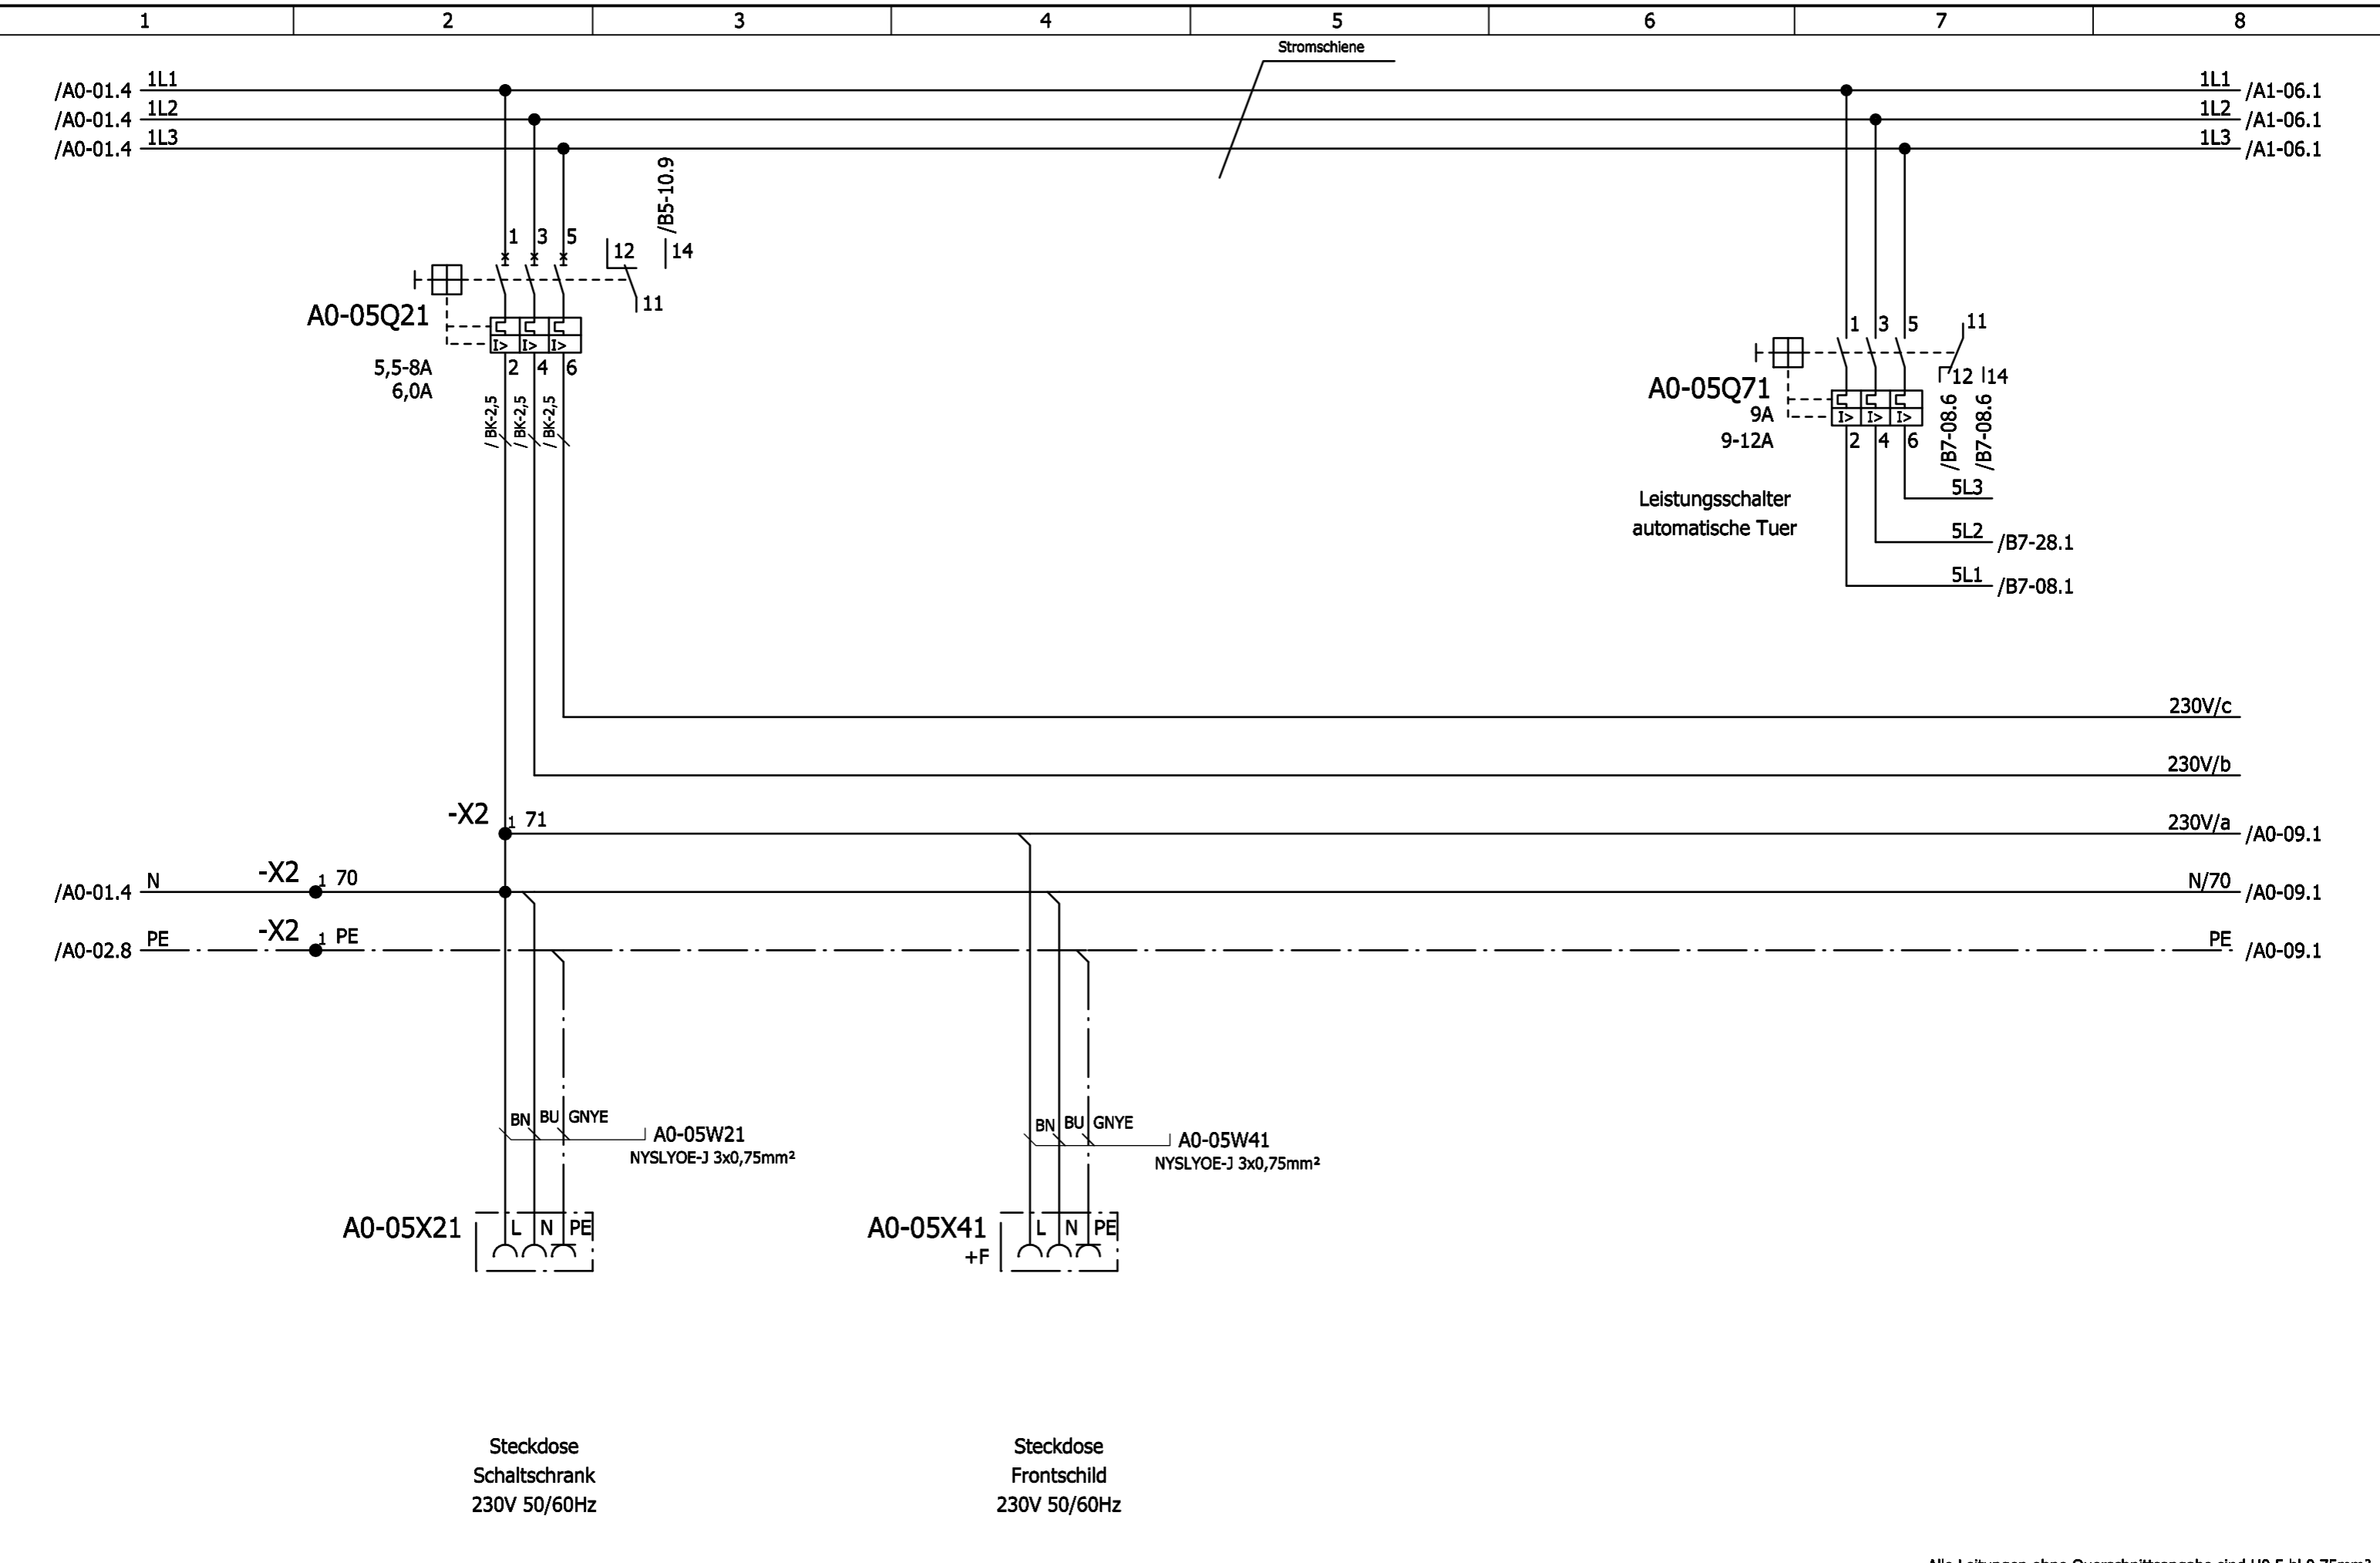 1 2 3 4 5 6 7 8
Stromschiene
/A0-01.4 1L1 1L1 /A1-06.1
/A0-01.4 1L2 1L2 /A1-06.1
/A0-01.4 1L3 1L3 /A1-06.1
/B5-10.9
1 3 5 12 14
11
A0-05Q21
I> I> I>
5,5-8A 2 4 6
6,0A
/ BK-2,5 / BK-2,5 / BK-2,5
1 3 5 11
A0-05Q71 12 14
9A I> I> I>
9-12A 2 4 6
/B7-08.6 /B7-08.6
Leistungsschalter
automatische Tuer
5L3
5L2 /B7-28.1
5L1 /B7-08.1
230V/c
230V/b
-X2 1 71 230V/a /A0-09.1
/A0-01.4 N -X2 1 70 N/70 /A0-09.1
/A0-02.8 PE -X2 1 PE PE /A0-09.1
BN BU GNYE A0-05W21
NYSLYOE-J 3x0,75mm²
BN BU GNYE A0-05W41
NYSLYOE-J 3x0,75mm²
A0-05X21 L N PE
A0-05X41 L N PE
+F
Steckdose
Schaltschrank
230V 50/60Hz
Steckdose
Frontschild
230V 50/60Hz